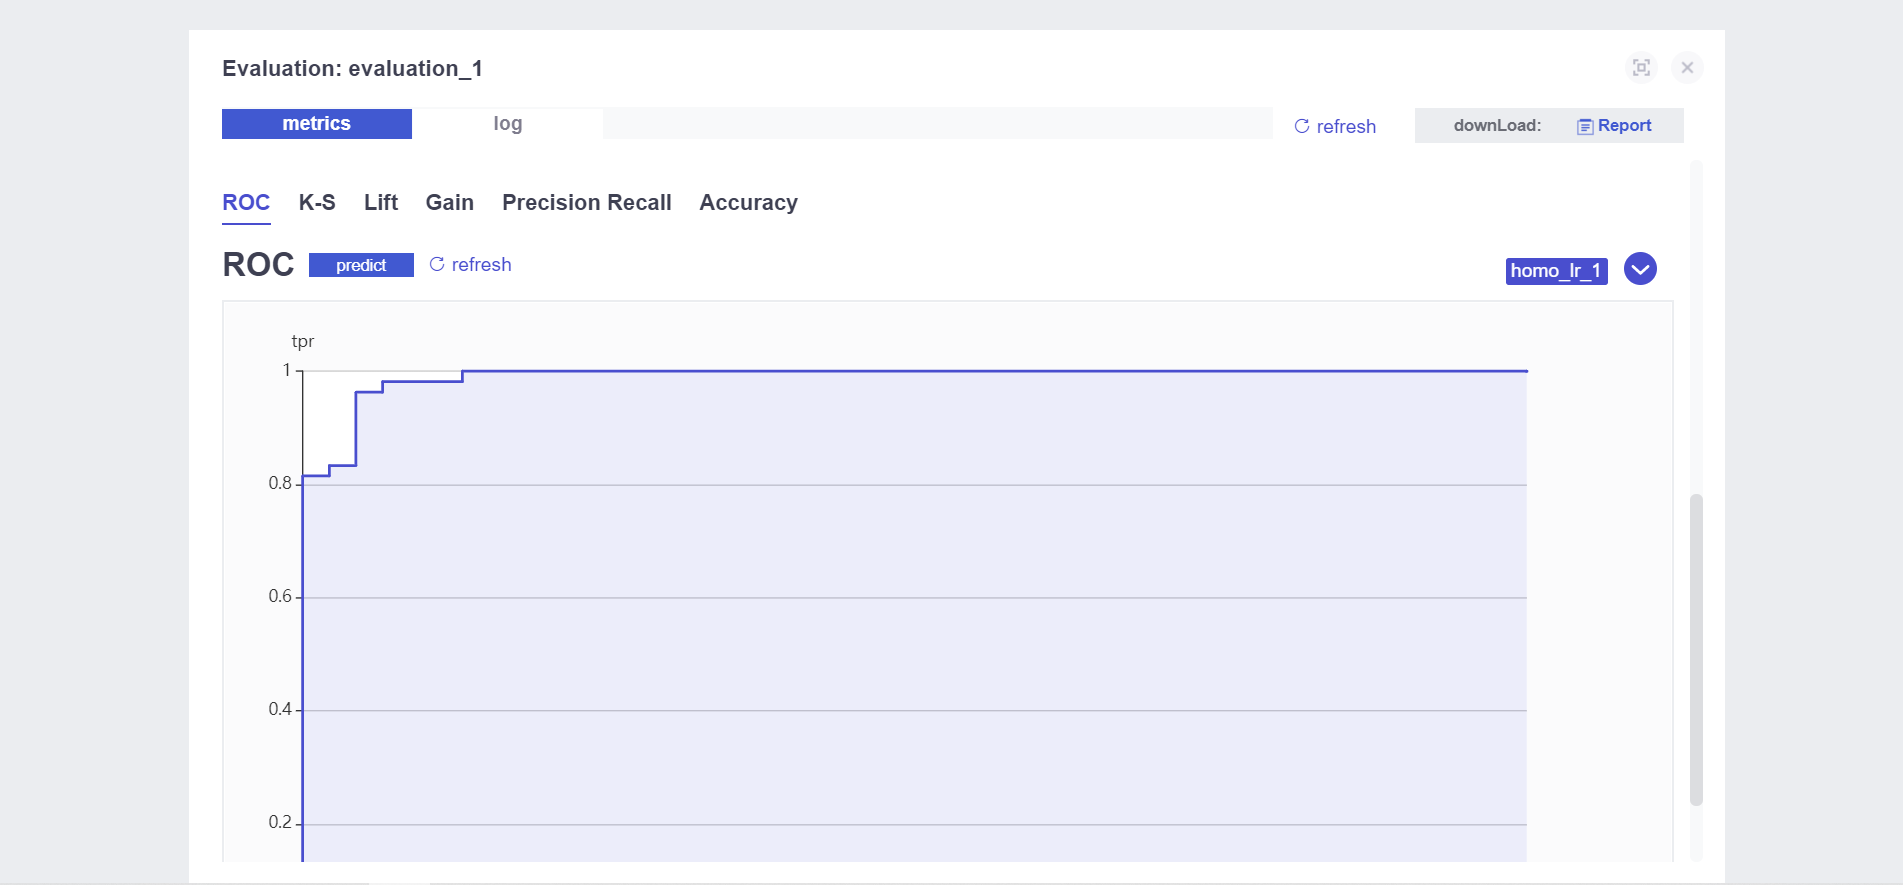 Evaluation: evaluation_1
metrics log refresh downLoad: Report
ROC K-S Lift Gain Precision Recall Accuracy
ROC predict refresh homo_lr_1
tpr
1
0.8
0.6
0.4
0.2